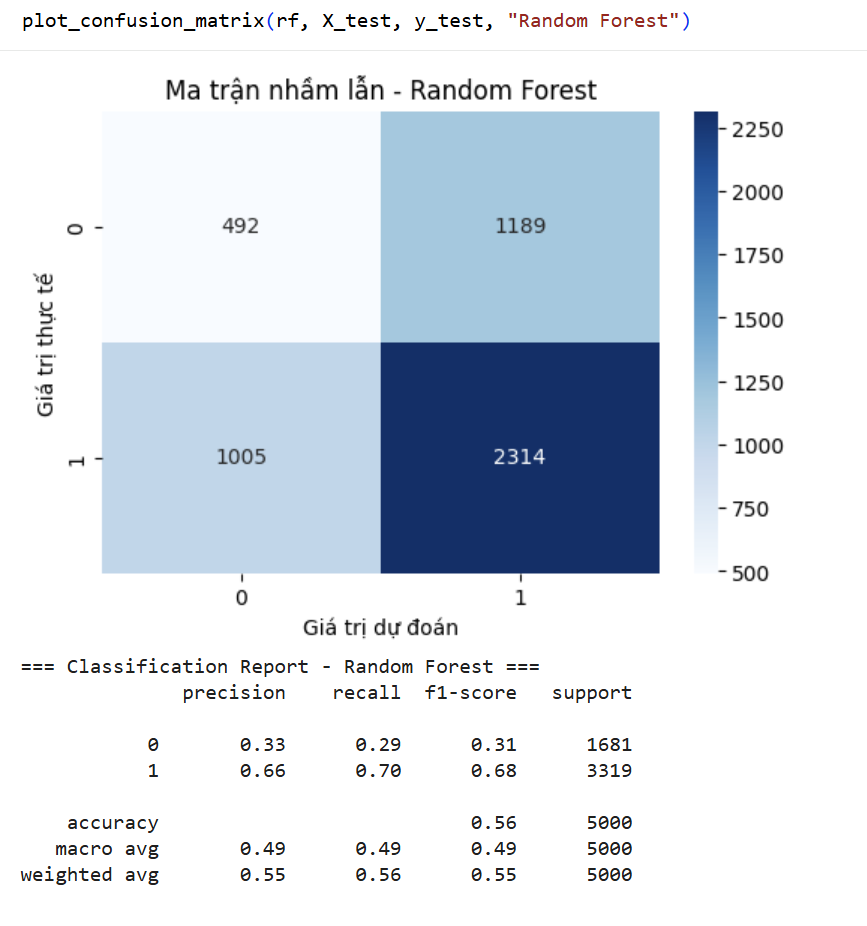 plot_confusion_matrix(rf, X_test, y_test, "Random Forest")
Ma trận nhầm lẫn - Random Forest
492 1189
1005 2314
0
1
Giá trị thực tế
0 1
Giá trị dự đoán
2250
2000
1750
1500
1250
1000
750
500
=== Classification Report - Random Forest ===
precision recall f1-score support
0 0.33 0.29 0.31 1681
1 0.66 0.70 0.68 3319
accuracy 0.56 5000
macro avg 0.49 0.49 0.49 5000
weighted avg 0.55 0.56 0.55 5000